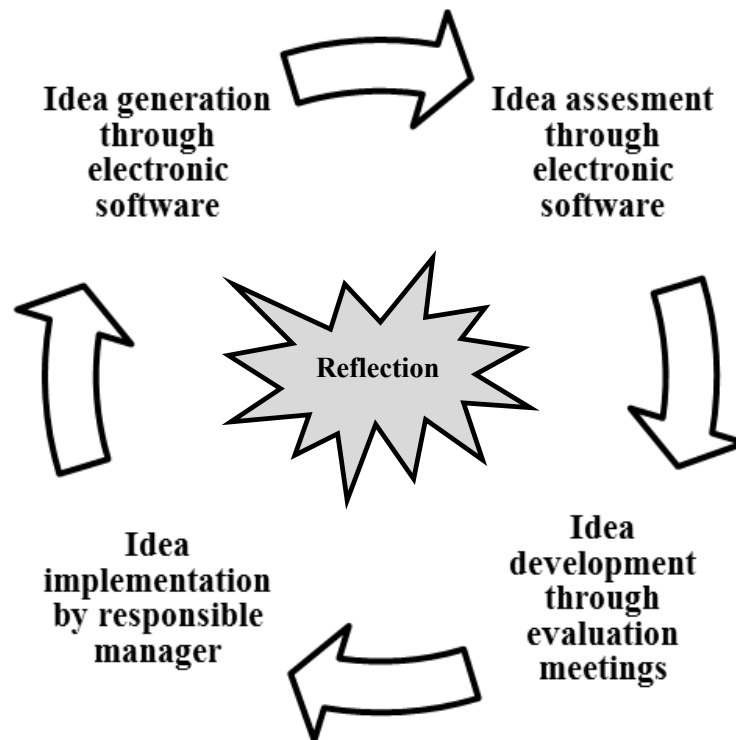 Idea generation
through
electronic
software
Idea assesment
through
electronic
software
Reflection
Idea
implementation
by responsible
manager
Idea
development
through
evaluation
meetings